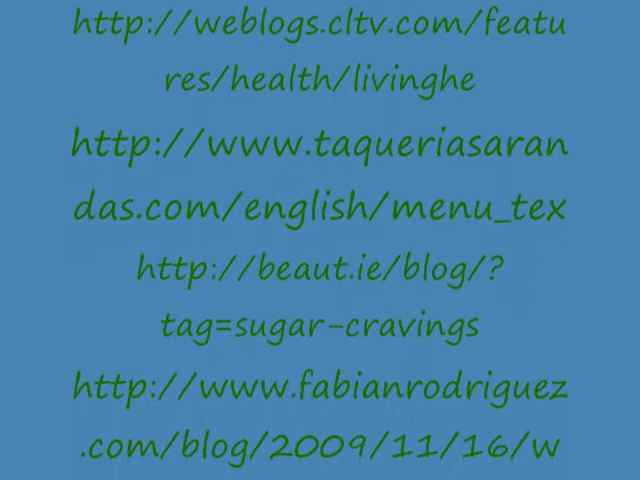 http://weblogs.cltv.com/featu
res/health/livinghe
http://www.taqueriasaran
das.com/english/menu_tex
http://beaut.ie/blog/?
tag=sugar-cravings
http://www.fabianrodriguez
.com/blog/2009/11/16/w